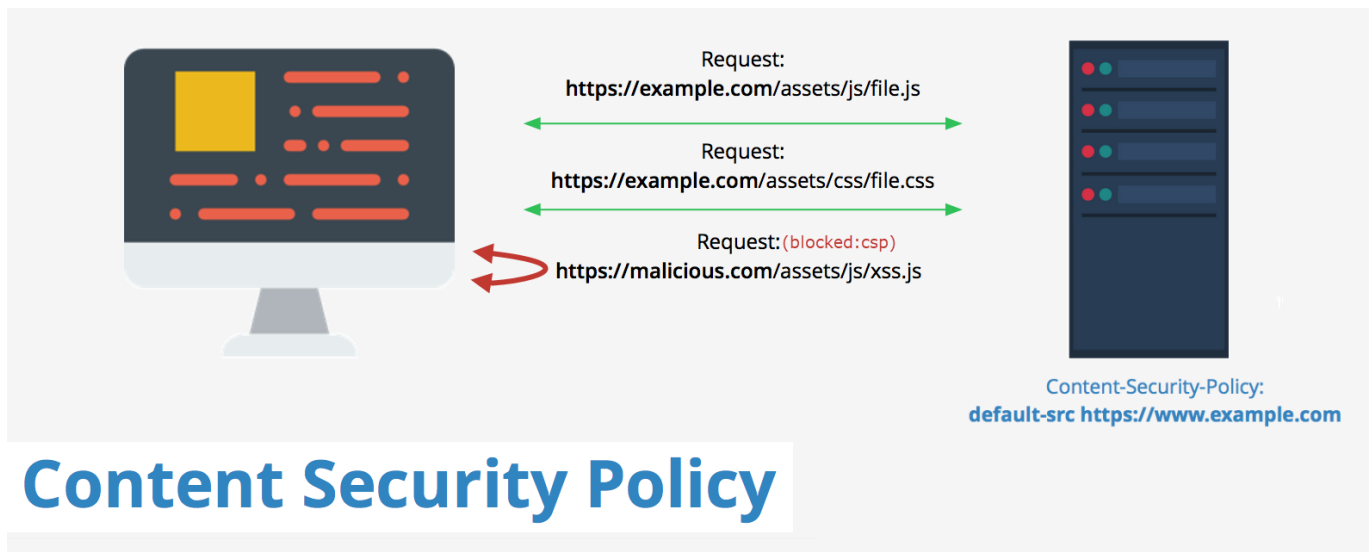 Request:
https://example.com/assets/js/file.js
Request:
https://example.com/assets/css/file.css
Request:(blocked:csp)
https://malicious.com/assets/js/xss.js
Content-Security-Policy:
default-src https://www.example.com
Content Security Policy